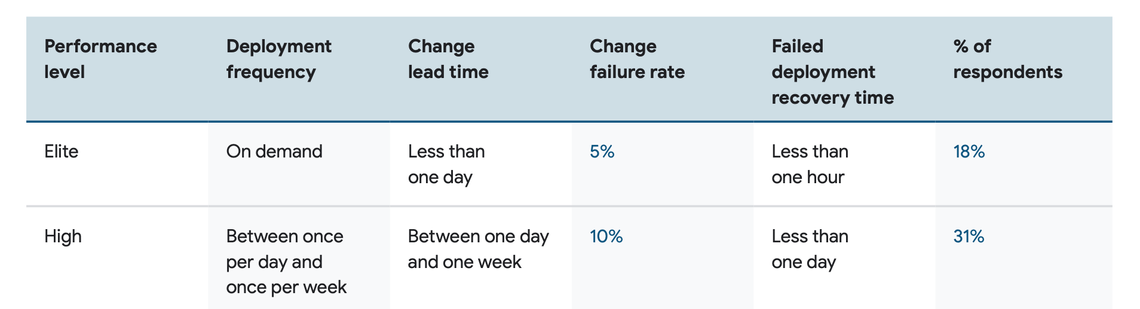 Performance level
Deployment frequency
Change lead time
Change failure rate
Failed deployment recovery time
% of respondents
Elite
On demand
Less than one day
5%
Less than one hour
18%
High
Between once per day and once per week
Between one day and one week
10%
Less than one day
31%